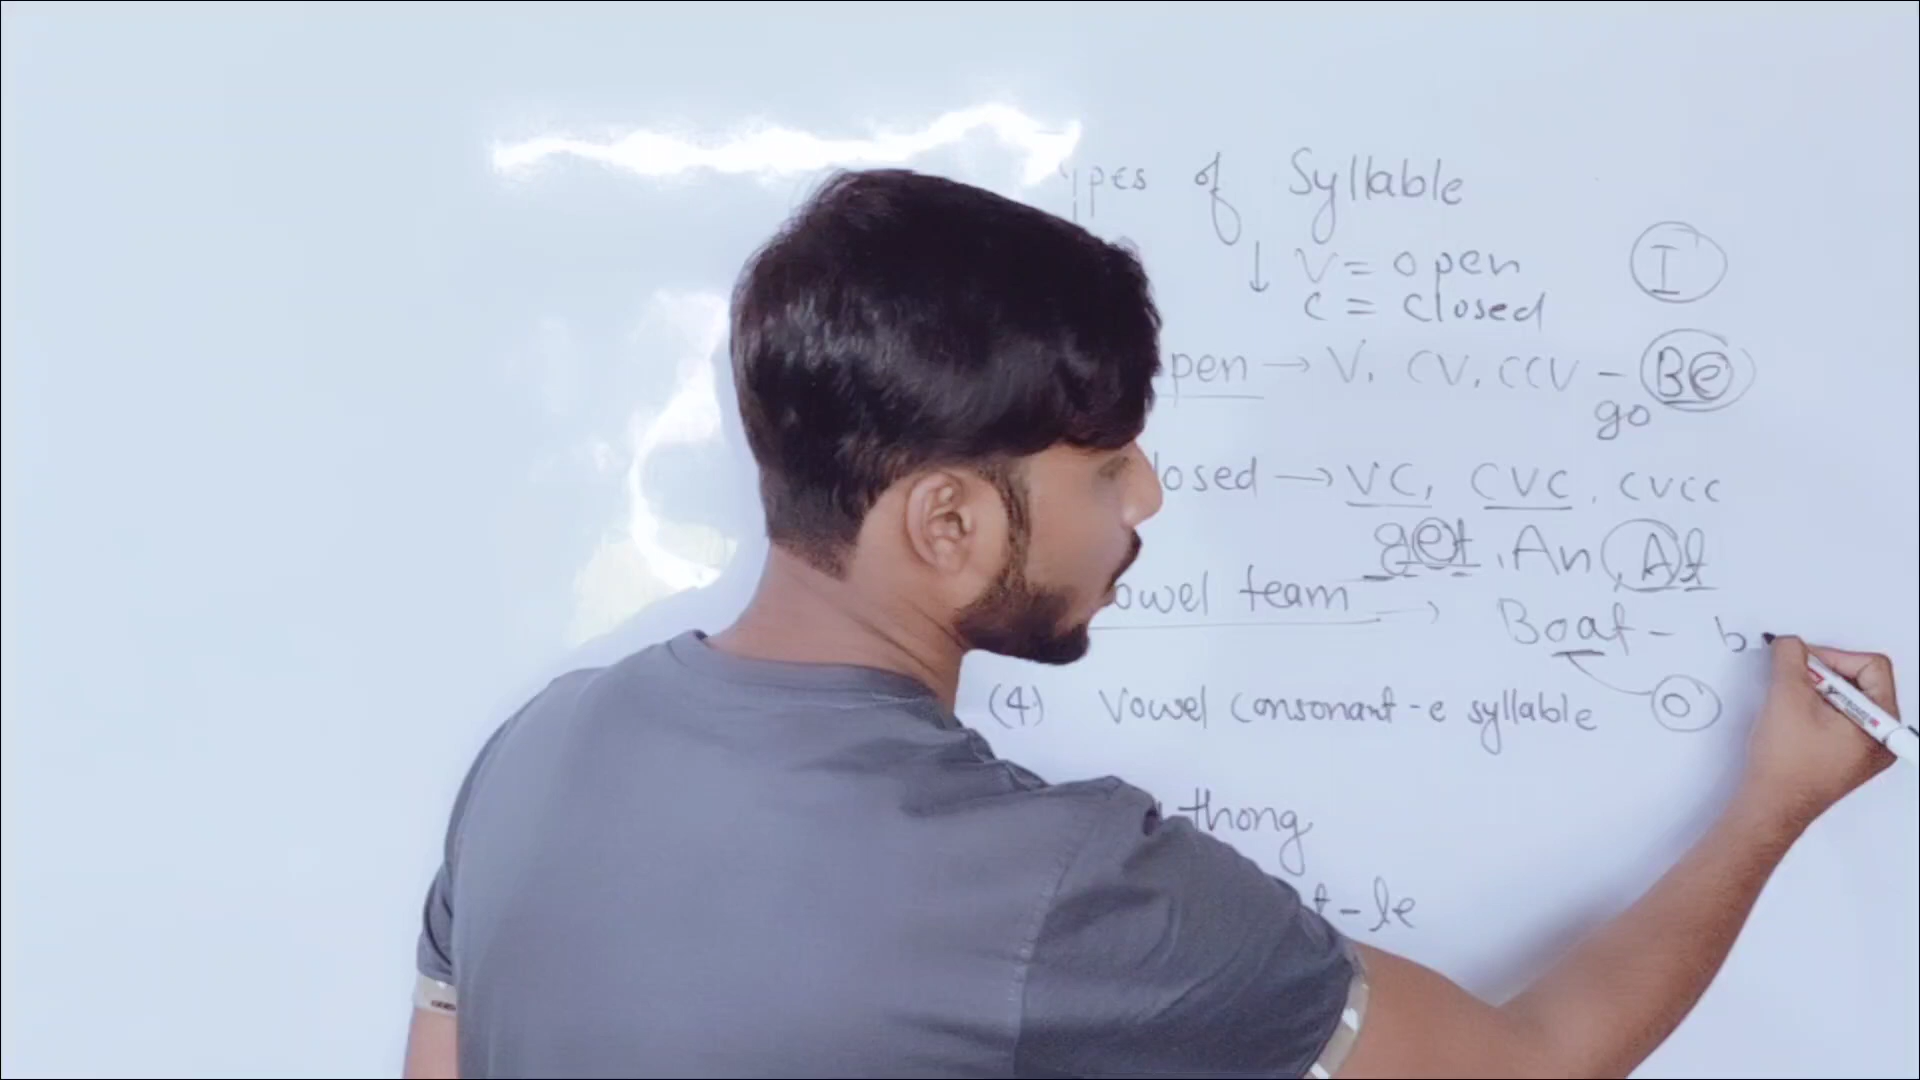 ypes of Syllable
↓ V = open
C = closed
I
pen → V, CV, CCV - Be
go
losed → VC, CVC, CVCC
get, An, At
owel team → Boat - b
(4) Vowel consonant-e syllable O
thong
t-le